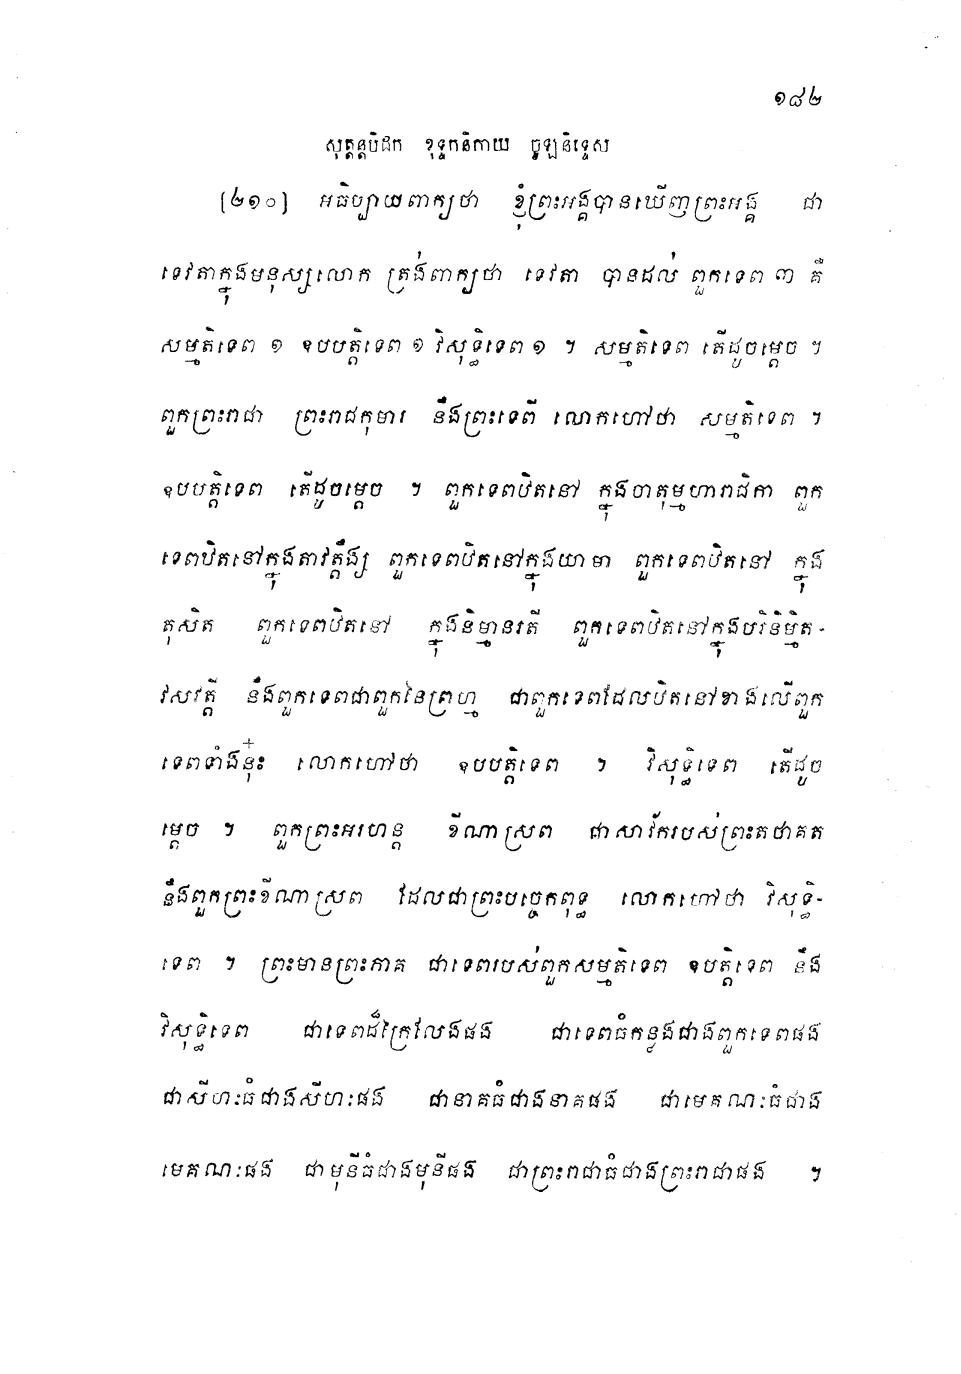 ១៨២
សុត្តន្តបិដក ខុទ្ទកនិកាយ ចូឡនិទ្ទេស
[២១០] អធិប្បាយពាក្យថា ខ្ញុំព្រះអង្គបានឃើញព្រះអង្គ ជា
ទេវតាក្នុងមនុស្សលោក ត្រង់ពាក្យថា ទេវតា បានដល់ ពួកទេព ៣ គឺ
សម្មតិទេព ១ ឧបបត្តិទេព ១ វិសុទ្ធិទេព ១ ។ សម្មតិទេព តើដូចម្តេច ។
ពួកព្រះរាជា ព្រះរាជកុមារ នឹងព្រះទេពី លោកហៅថា សម្មតិទេព ។
ឧបបត្តិទេព តើដូចម្តេច ។ ពួកទេពឋិតនៅ ក្នុងចាតុម្មហារាជិកា ពួក
ទេពឋិតនៅក្នុងតាវត្តឹង្ស ពួកទេពឋិតនៅក្នុងយាមា ពួកទេពឋិតនៅ ក្នុង
តុសិត ពួកទេពឋិតនៅ ក្នុងនិម្មានរតី ពួកទេពឋិតនៅក្នុងបរិនិម្មិត-
វសវត្តី នឹងពួកទេពជាពួកនៃព្រហ្ម ជាពួកទេពដែលឋិតនៅខាងលើពួក
ទេពទាំងនុ៎ះ លោកហៅថា ឧបបត្តិទេព ។ វិសុទ្ធិទេព តើដូច
ម្តេច ។ ពួកព្រះអរហន្ត ខីណាស្រព ជាសាវ័ករបស់ព្រះតថាគត
នឹងពួកព្រះខីណាស្រព ដែលជាព្រះបច្ចេកពុទ្ធ លោកហៅថា វិសុទ្ធិ-
ទេព ។ ព្រះមានព្រះភាគ ជាទេពរបស់ពួកសម្មតិទេព ឧបត្តិទេព នឹង
វិសុទ្ធិទេព ជាទេពដ៏ក្រៃលែងផង ជាទេពធំកន្លងជាងពួកទេពផង
ជាសីហៈធំជាងសីហៈផង ជានាគធំជាងនាគផង ជាមេគណៈធំជាង
មេគណៈផង ជាមុនីធំជាងមុនីផង ជាព្រះរាជាធំជាងព្រះរាជាផង ។